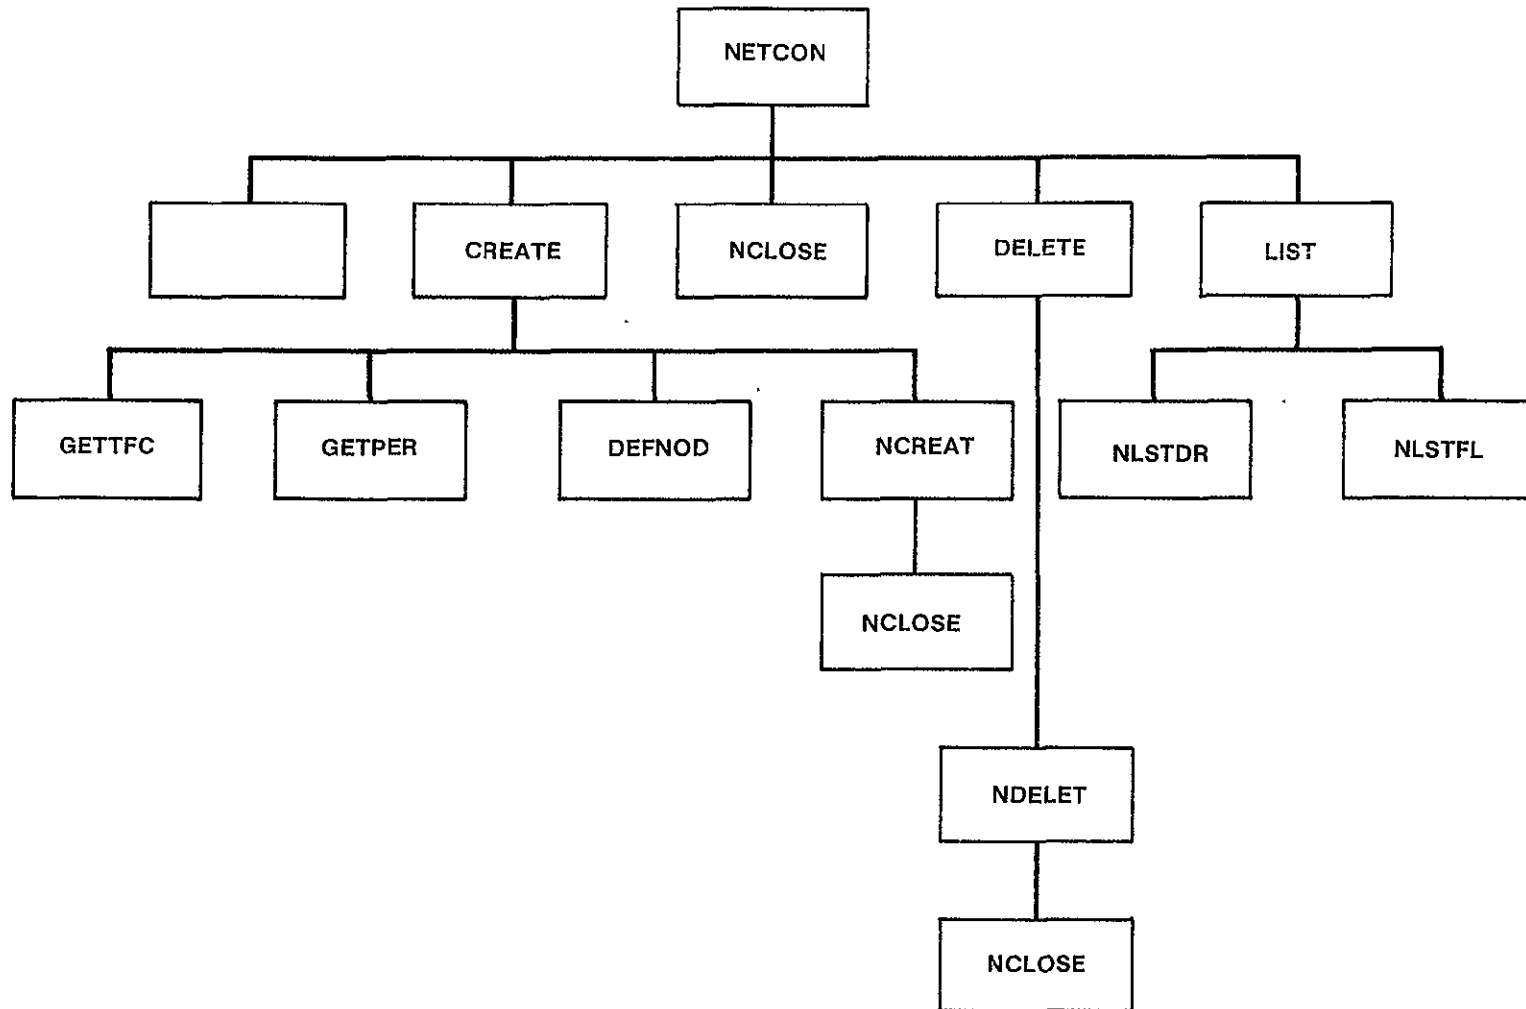 NETCON
CREATE
NCLOSE
DELETE
LIST
GETTFC
GETPER
DEFNOD
NCREAT
NLSTDR
NLSTFL
NCLOSE
NDELET
NCLOSE